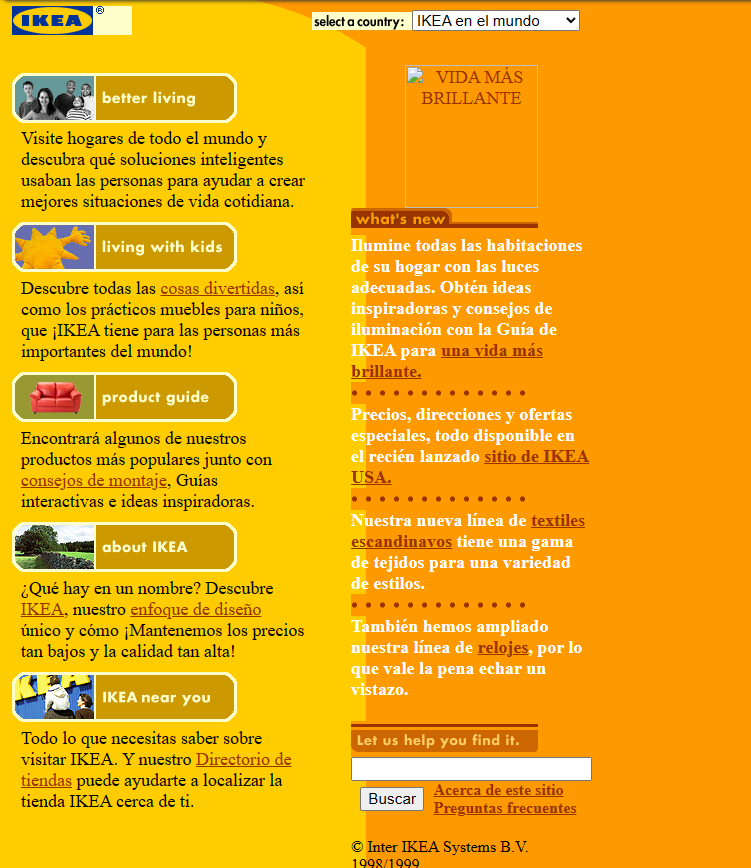 IKEA ®
select a country: IKEA en el mundo
better living
Visite hogares de todo el mundo y
descubra qué soluciones inteligentes
usaban las personas para ayudar a crear
mejores situaciones de vida cotidiana.
living with kids
Descubre todas las cosas divertidas, así
como los prácticos muebles para niños,
que ¡IKEA tiene para las personas más
importantes del mundo!
product guide
Encontrará algunos de nuestros
productos más populares junto con
consejos de montaje, Guías
interactivas e ideas inspiradoras.
about IKEA
¿Qué hay en un nombre? Descubre
IKEA, nuestro enfoque de diseño
único y cómo ¡Mantenemos los precios
tan bajos y la calidad tan alta!
IKEA
IKEA near you
Todo lo que necesitas saber sobre
visitar IKEA. Y nuestro Directorio de
tiendas puede ayudarte a localizar la
tienda IKEA cerca de ti.
VIDA MÁS
BRILLANTE
what's new
Ilumine todas las habitaciones
de su hogar con las luces
adecuadas. Obtén ideas
inspiradoras y consejos de
iluminación con la Guía de
IKEA para una vida más
brillante.
Precios, direcciones y ofertas
especiales, todo disponible en
el recién lanzado sitio de IKEA
USA.
Nuestra nueva línea de textiles
escandinavos tiene una gama
de tejidos para una variedad
de estilos.
También hemos ampliado
nuestra línea de relojes, por lo
que vale la pena echar un
vistazo.
Let us help you find it.
Buscar
Acerca de este sitio
Preguntas frecuentes
© Inter IKEA Systems B.V.
1998/1999